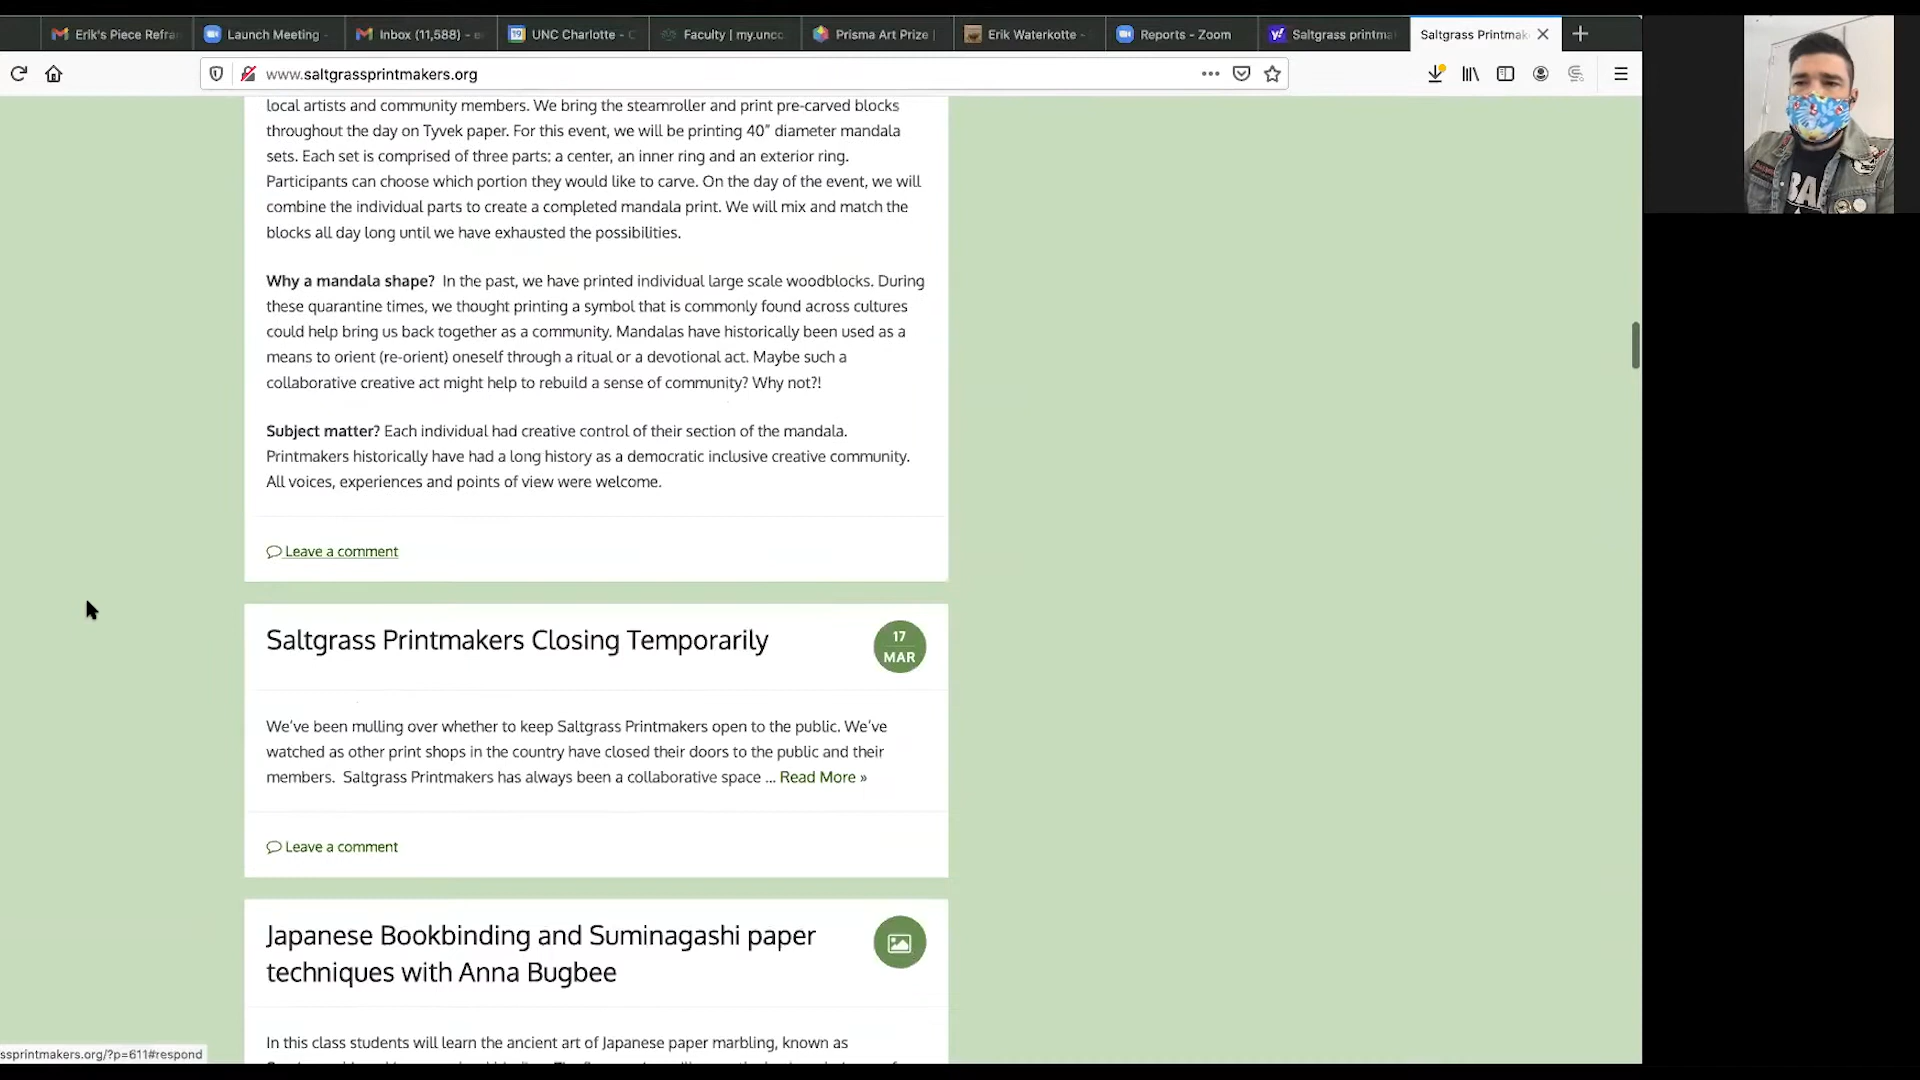 Erik's Piece Refra
Launch Meeting -
Inbox (11,588) -
UNC Charlotte -
Faculty | my.uncc
Prisma Art Prize |
Erik Waterkotte -
Reports - Zoom
Saltgrass printma
Saltgrass Printmak
www.saltgrassprintmakers.org
local artists and community members. We bring the steamroller and print pre-carved blocks
throughout the day on Tyvek paper. For this event, we will be printing 40” diameter mandala
sets. Each set is comprised of three parts: a center, an inner ring and an exterior ring.
Participants can choose which portion they would like to carve. On the day of the event, we will
combine the individual parts to create a completed mandala print. We will mix and match the
blocks all day long until we have exhausted the possibilities.
Why a mandala shape? In the past, we have printed individual large scale woodblocks. During
these quarantine times, we thought printing a symbol that is commonly found across cultures
could help bring us back together as a community. Mandalas have historically been used as a
means to orient (re-orient) oneself through a ritual or a devotional act. Maybe such a
collaborative creative act might help to rebuild a sense of community? Why not?!
Subject matter? Each individual had creative control of their section of the mandala.
Printmakers historically have had a long history as a democratic inclusive creative community.
All voices, experiences and points of view were welcome.
Leave a comment
Saltgrass Printmakers Closing Temporarily
17
MAR
We’ve been mulling over whether to keep Saltgrass Printmakers open to the public. We’ve
watched as other print shops in the country have closed their doors to the public and their
members. Saltgrass Printmakers has always been a collaborative space ... Read More »
Leave a comment
Japanese Bookbinding and Suminagashi paper
techniques with Anna Bugbee
In this class students will learn the ancient art of Japanese paper marbling, known as
ssprintmakers.org/?p=611#respond